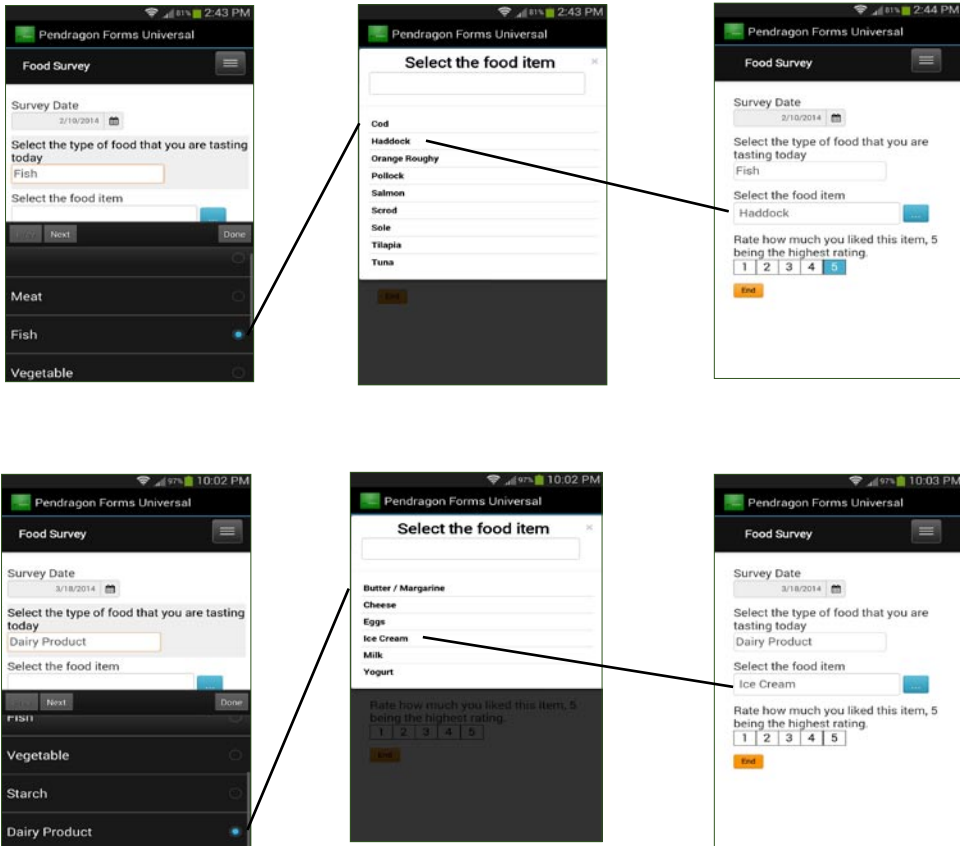 81% 2:43 PM
Pendragon Forms Universal
Food Survey
Survey Date
2/10/2014
Select the type of food that you are tasting
today
Fish
Select the food item
...
Next
Done
Meat
Fish
Vegetable
81% 2:43 PM
Pendragon Forms Universal
Select the food item
×
Cod
Haddock
Orange Roughy
Pollock
Salmon
Scrod
Sole
Tilapia
Tuna
End
81% 2:44 PM
Pendragon Forms Universal
Food Survey
Survey Date
2/10/2014
Select the type of food that you are
tasting today
Fish
Select the food item
Haddock
...
Rate how much you liked this item, 5
being the highest rating.
1 2 3 4 5
End
97% 10:02 PM
Pendragon Forms Universal
Food Survey
Survey Date
3/18/2014
Select the type of food that you are tasting
today
Dairy Product
Select the food item
...
Next
Done
Fish
Vegetable
Starch
Dairy Product
97% 10:02 PM
Pendragon Forms Universal
Select the food item
×
Butter / Margarine
Cheese
Eggs
Ice Cream
Milk
Yogurt
Rate how much you liked this item, 5
being the highest rating.
1 2 3 4 5
End
97% 10:03 PM
Pendragon Forms Universal
Food Survey
Survey Date
3/18/2014
Select the type of food that you are
tasting today
Dairy Product
Select the food item
Ice Cream
...
Rate how much you liked this item, 5
being the highest rating.
1 2 3 4 5
End